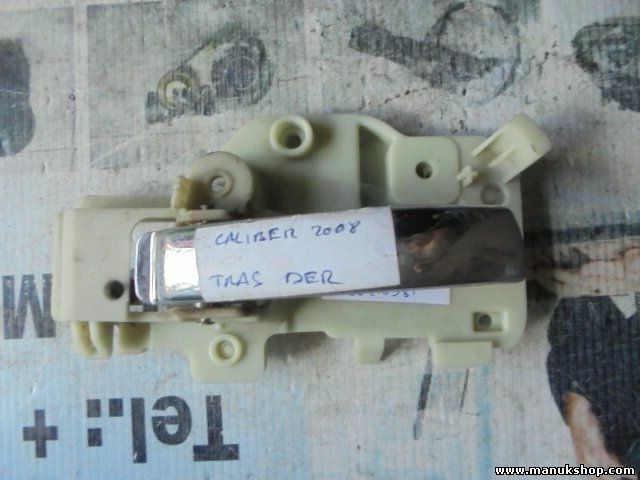 CALIBER 2008
TRAS DER
M
Tel.: +
www.manukshop.com